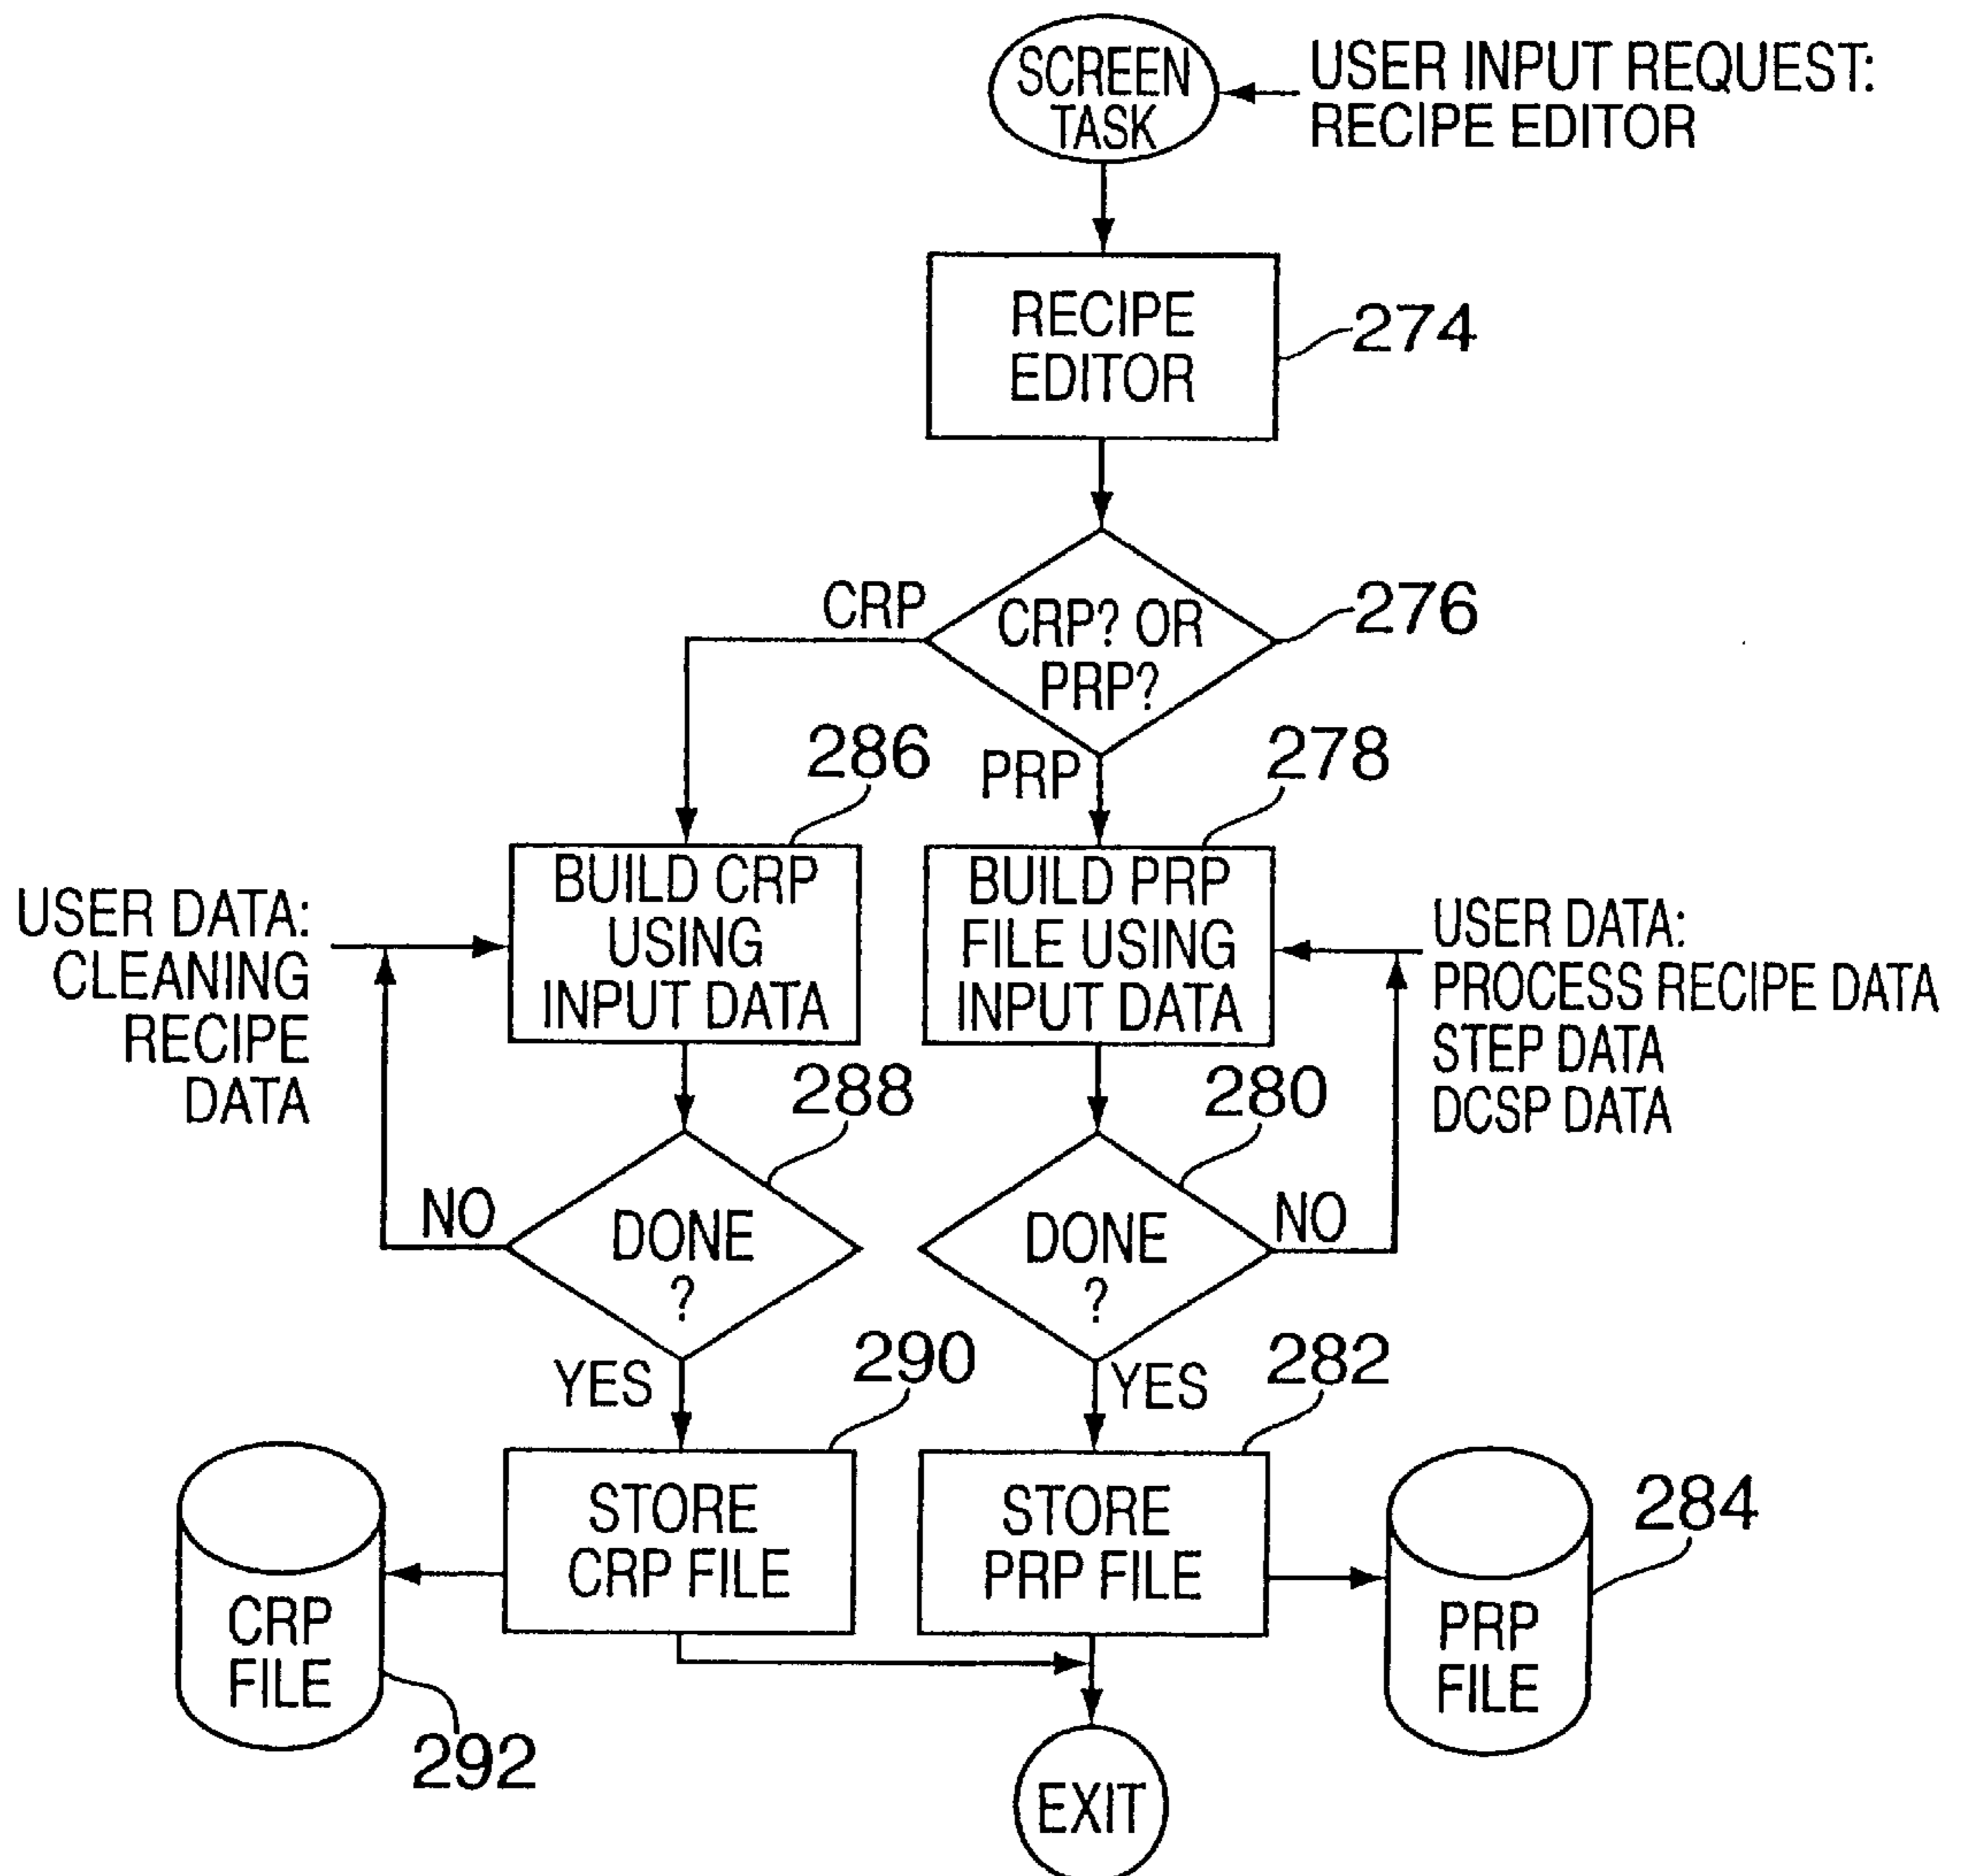 SCREEN
TASK
USER INPUT REQUEST:
RECIPE EDITOR
RECIPE
EDITOR
274
CRP? OR
PRP?
276
CRP
PRP
286
278
BUILD CRP
USING
INPUT DATA
BUILD PRP
FILE USING
INPUT DATA
USER DATA:
CLEANING
RECIPE
DATA
USER DATA:
PROCESS RECIPE DATA
STEP DATA
DCSP DATA
288
280
NO
DONE
?
DONE
?
NO
YES
290
YES
282
STORE
CRP FILE
STORE
PRP FILE
284
CRP
FILE
PRP
FILE
292
EXIT